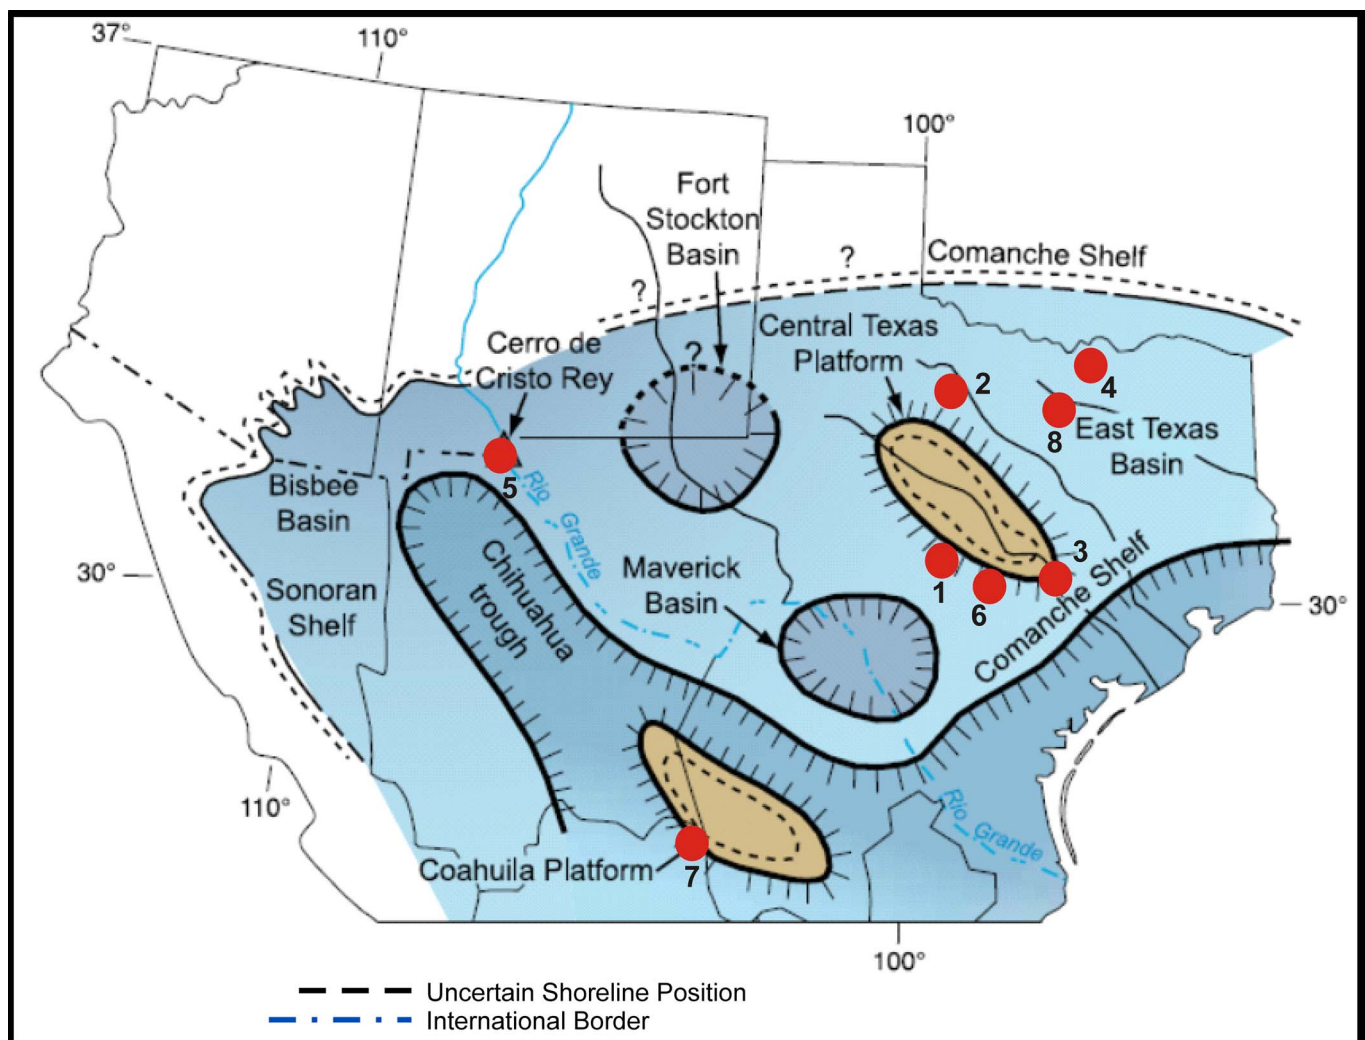 37°
110°
100°
Fort
Stockton
Basin
?
Comanche Shelf
?
Central Texas
Platform
Cerro de
Cristo Rey
?
2
4
8
East Texas
Basin
5
Bisbee
Basin
Rio
Grande
Chihuahua
trough
Maverick
Basin
30°
Sonoran
Shelf
1
6
3
Comanche Shelf
30°
110°
Rio Grande
Coahuila Platform
7
100°
Uncertain Shoreline Position
International Border